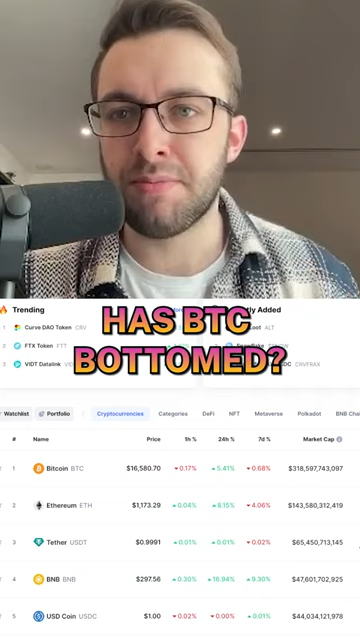 Trending
HAS BTC
BOTTOMED?
1 Curve DAO Token CRV
2 FTX Token FTT
3 VIDT Datalink
Watchlist Portfolio Cryptocurrencies Categories DeFi NFT Metaverse Polkadot BNB Chai
# Name Price 1h % 24h % 7d % Market Cap
1 Bitcoin BTC $16,580.70 0.17% 5.41% 0.68% $318,597,743,097
2 Ethereum ETH $1,173.29 0.04% 8.15% 4.06% $143,580,312,419
3 Tether USDT $0.9991 0.01% 0.01% 0.02% $65,450,713,145
4 BNB BNB $297.56 0.30% 16.94% 9.30% $47,601,702,925
5 USD Coin USDC $1.00 0.02% 0.00% 0.01% $44,034,121,978